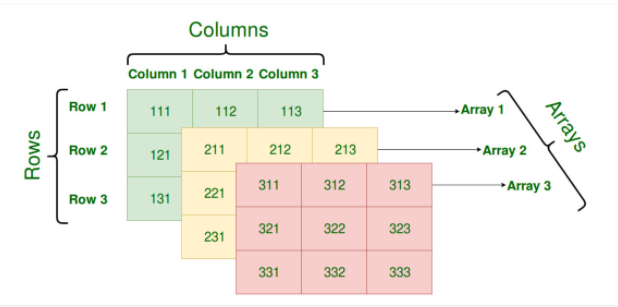 Columns
Column 1 Column 2 Column 3
Rows
Row 1
111 112 113
Array 1
Arrays
Row 2
121
211 212 213
Array 2
Row 3
131
221
311 312 313
Array 3
231
321 322 323
331 332 333